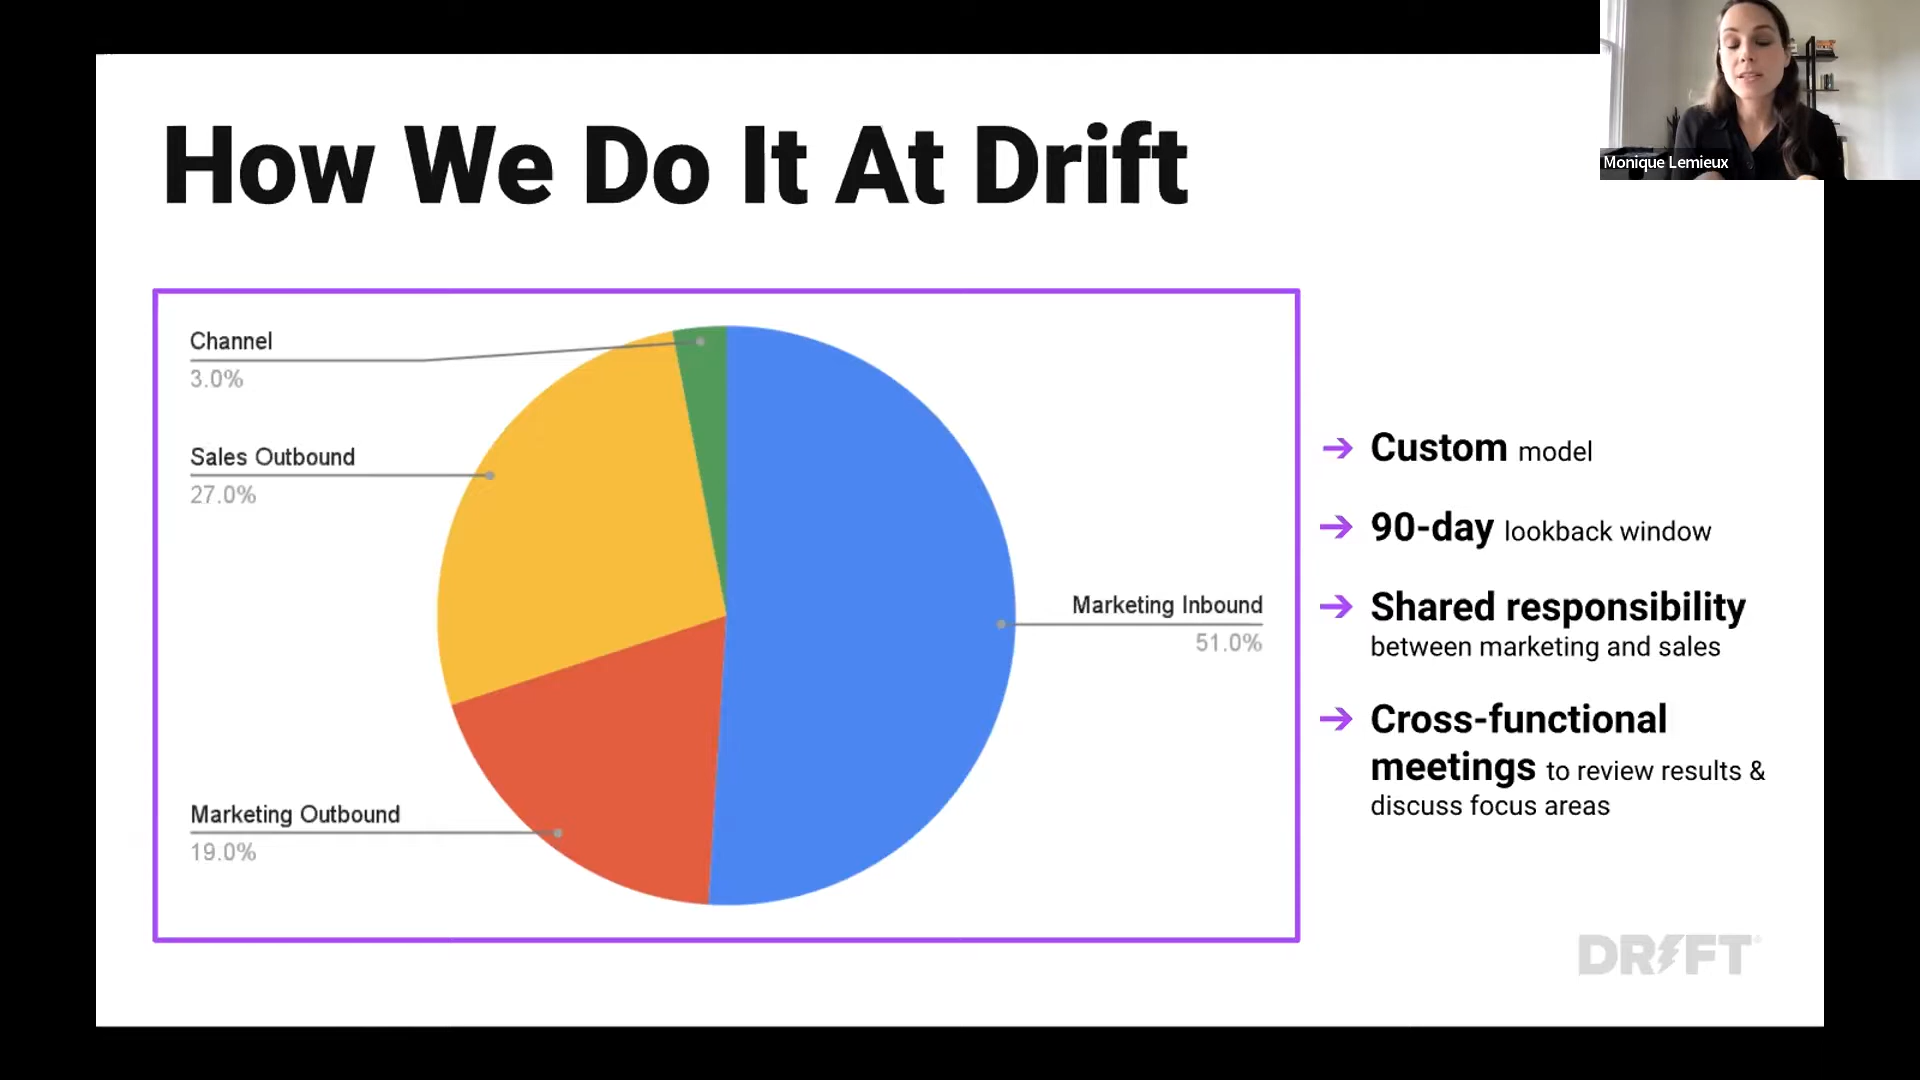 Monique Lemieux
How We Do It At Drift
Channel
3.0%
Sales Outbound
27.0%
Marketing Inbound
51.0%
Marketing Outbound
19.0%
→ Custom model
→ 90-day lookback window
→ Shared responsibility
between marketing and sales
→ Cross-functional
meetings to review results &
discuss focus areas
DRIFT